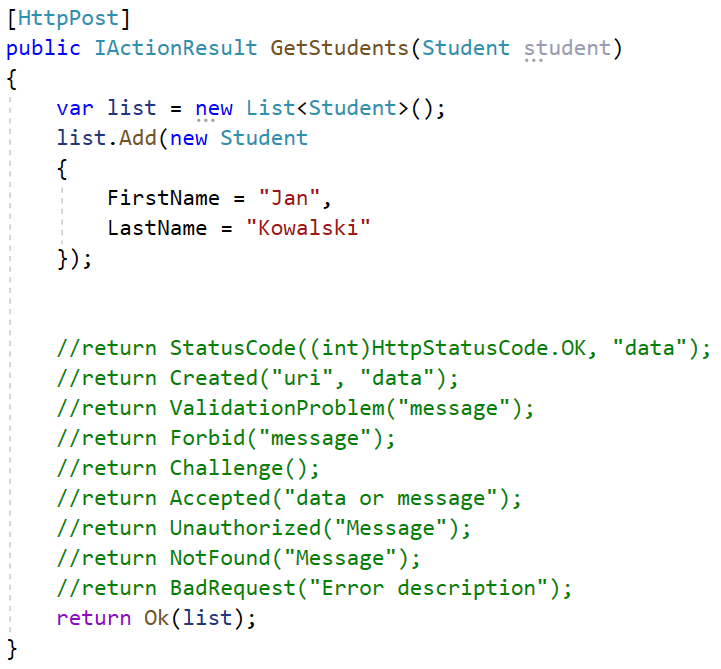 [HttpPost]
public IActionResult GetStudents(Student student)
{
    var list = new List<Student>();
    list.Add(new Student
    {
        FirstName = "Jan",
        LastName = "Kowalski"
    });
    //return StatusCode((int)HttpStatusCode.OK, "data");
    //return Created("uri", "data");
    //return ValidationProblem("message");
    //return Forbid("message");
    //return Challenge();
    //return Accepted("data or message");
    //return Unauthorized("Message");
    //return NotFound("Message");
    //return BadRequest("Error description");
    return Ok(list);
}